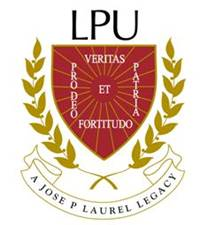 LPU
VERITAS
PRO DEO
ET
PATRIA
FORTITUDO
A JOSE P LAUREL LEGACY